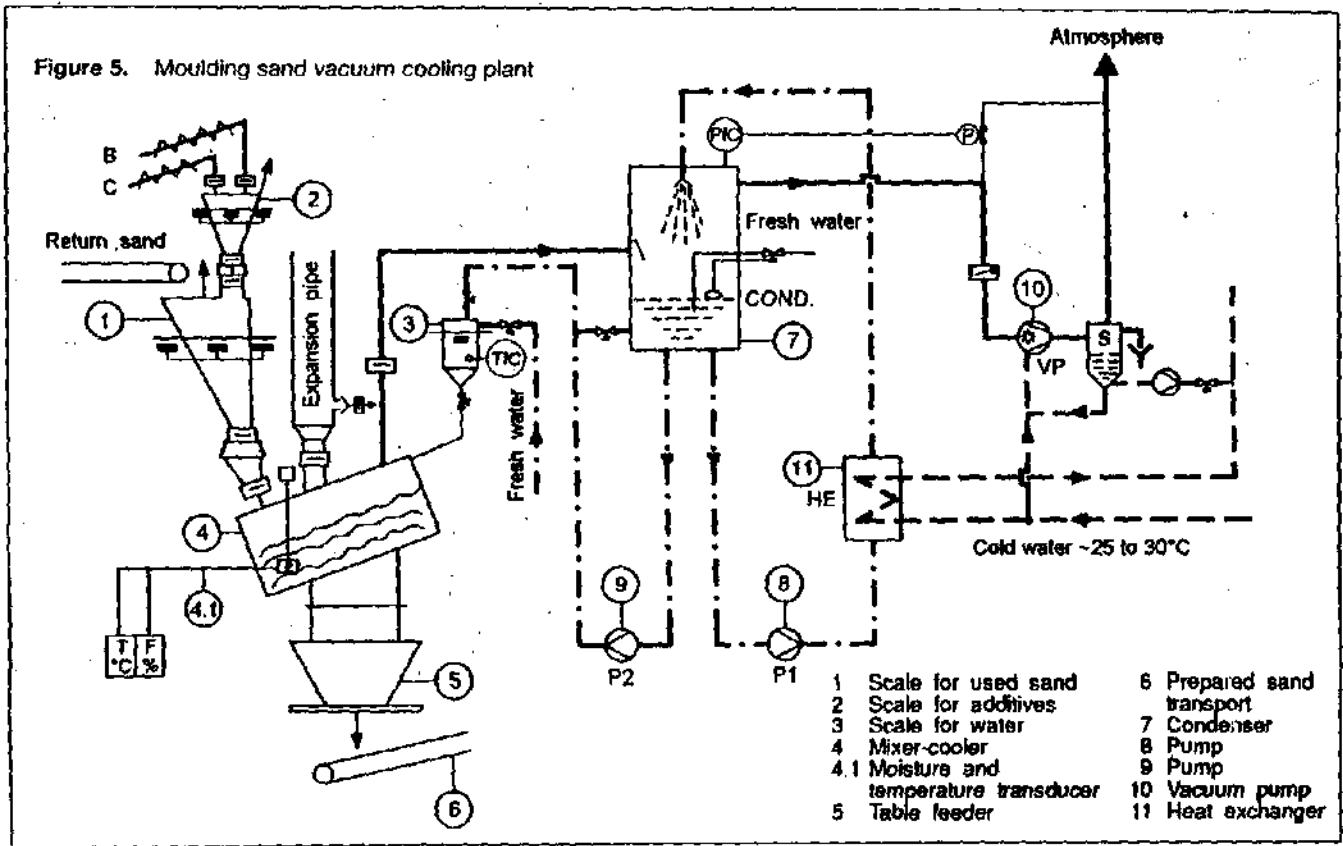 Figure 5. Moulding sand vacuum cooling plant
Atmosphere
B
C
2
Return sand
1
Expansion pipe
3
TIC
Fresh water
4
4.1
T °C
F %
5
6
PIC
P
Fresh water
COND.
7
10
VP
S
11
HE
Cold water ~25 to 30°C
9
P2
8
P1
1 Scale for used sand
2 Scale for additives
3 Scale for water
4 Mixer-cooler
4.1 Moisture and
temperature transducer
5 Table feeder
6 Prepared sand
transport
7 Condenser
8 Pump
9 Pump
10 Vacuum pump
11 Heat exchanger